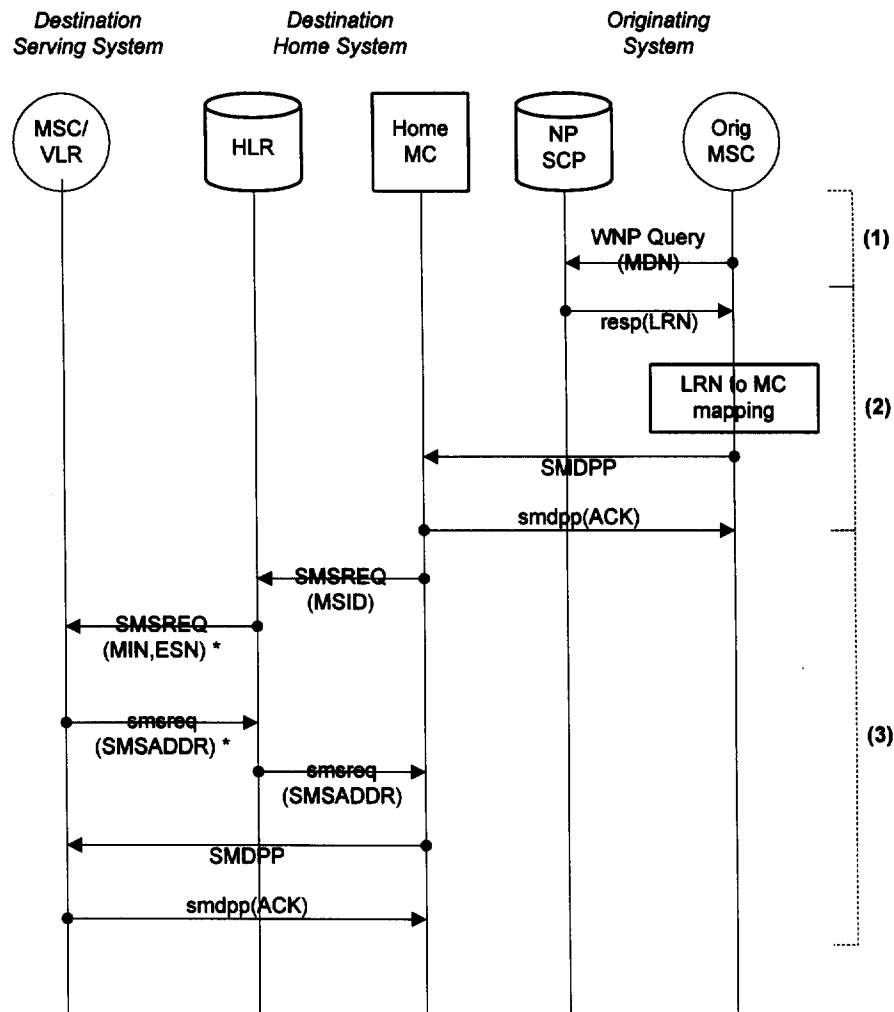 Destination
Serving System
Destination
Home System
Originating
System
MSC/
VLR
HLR
Home
MC
NP
SCP
Orig
MSC
WNP Query
(MDN)
(1)
resp(LRN)
LRN to MC
mapping
(2)
SMDPP
smdpp(ACK)
SMSREQ
(MSID)
SMSREQ
(MIN,ESN) *
smsreq
(SMSADDR) *
(3)
smsreq
(SMSADDR)
SMDPP
smdpp(ACK)